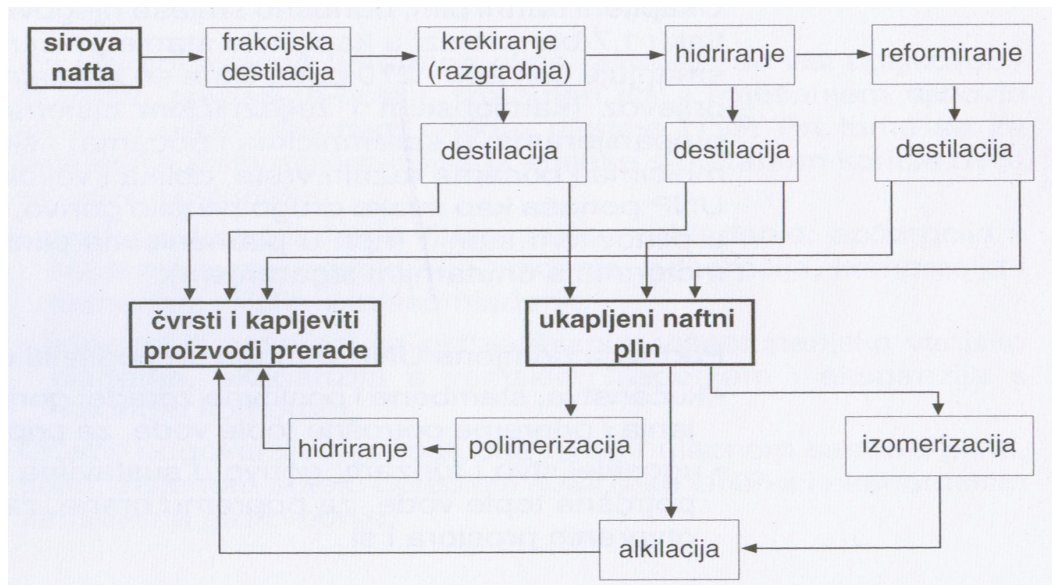 sirova
nafta
frakcijska
destilacija
krekiranje
(razgradnja)
hidriranje
reformiranje
destilacija
destilacija
destilacija
čvrsti i kapljeviti
proizvodi prerade
ukapljeni naftni
plin
hidriranje
polimerizacija
izomerizacija
alkilacija